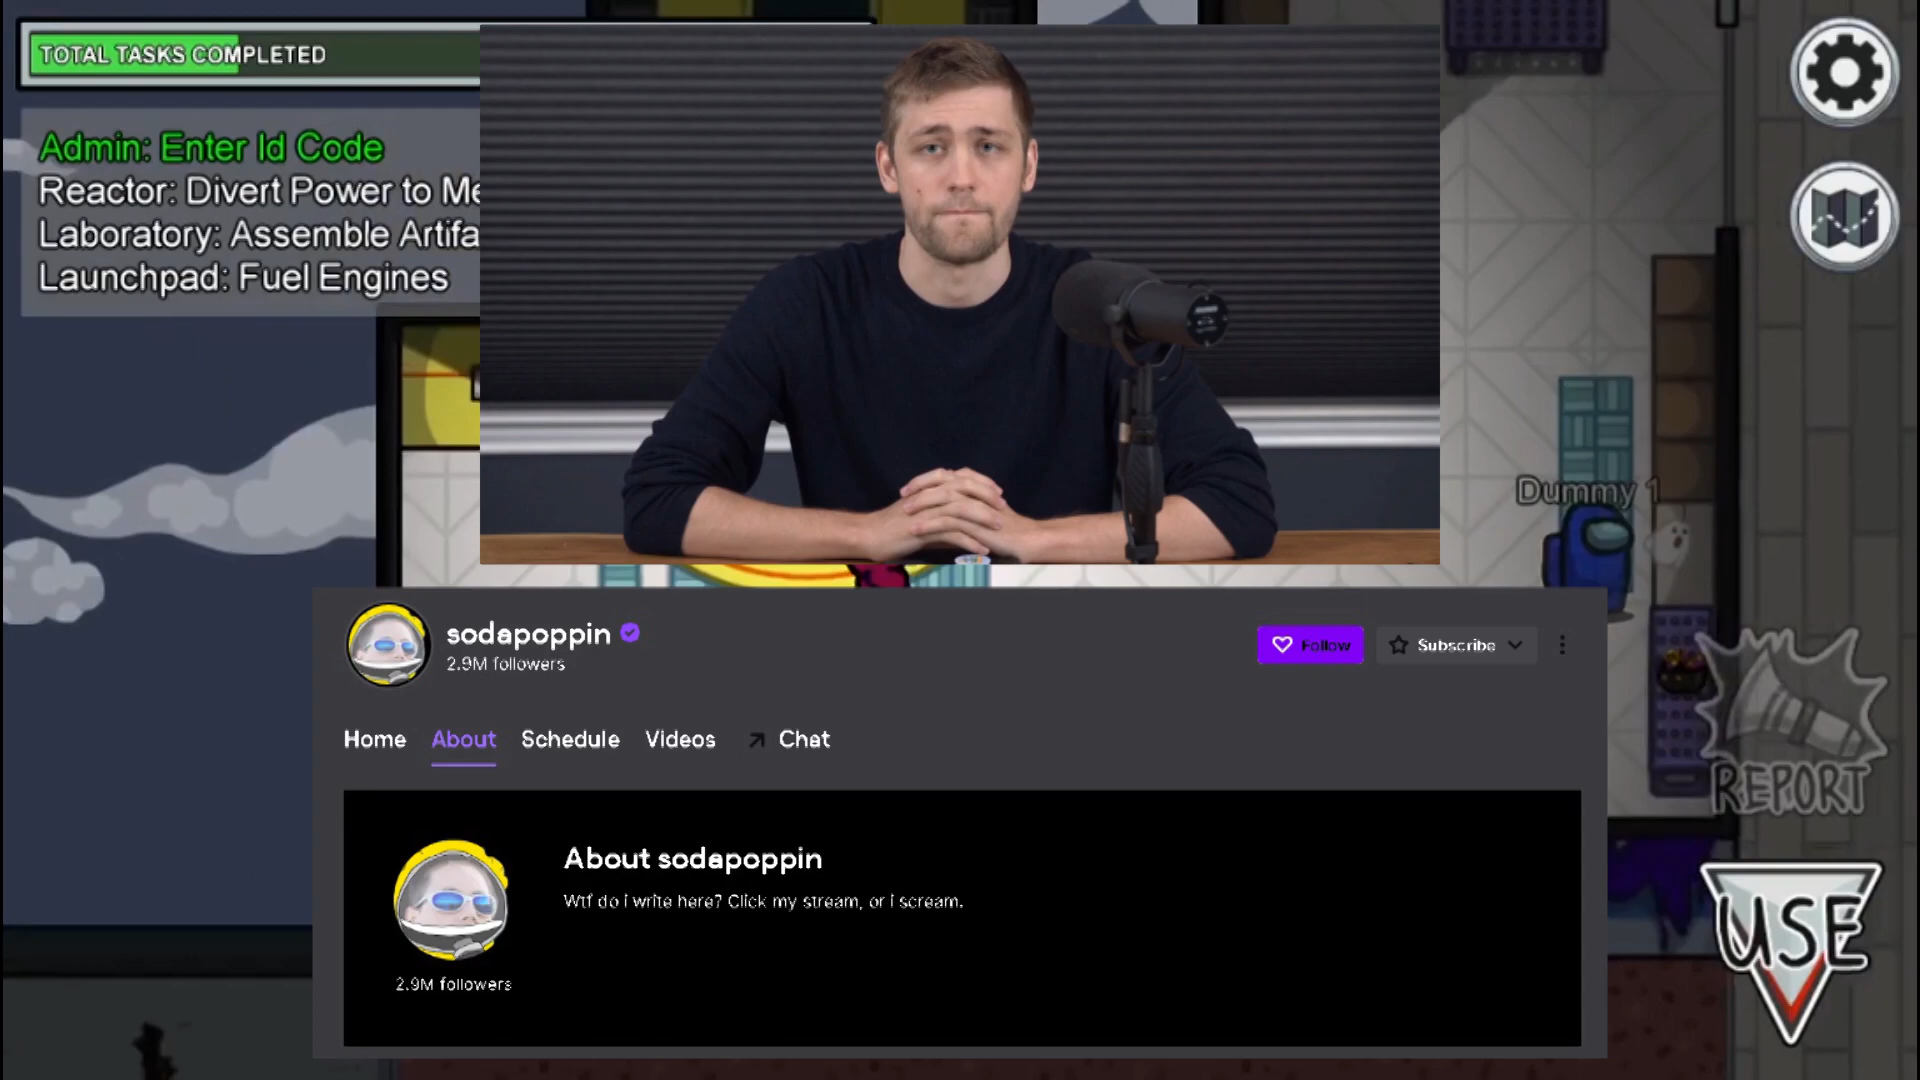 TOTAL TASKS COMPLETED
Admin: Enter Id Code
Reactor: Divert Power to Me
Laboratory: Assemble Artifa
Launchpad: Fuel Engines
Dummy 1
sodapoppin
2.9M followers
Follow
Subscribe
Home About Schedule Videos Chat
REPORT
About sodapoppin
Wtf do i write here? Click my stream, or i scream.
2.9M followers
USE